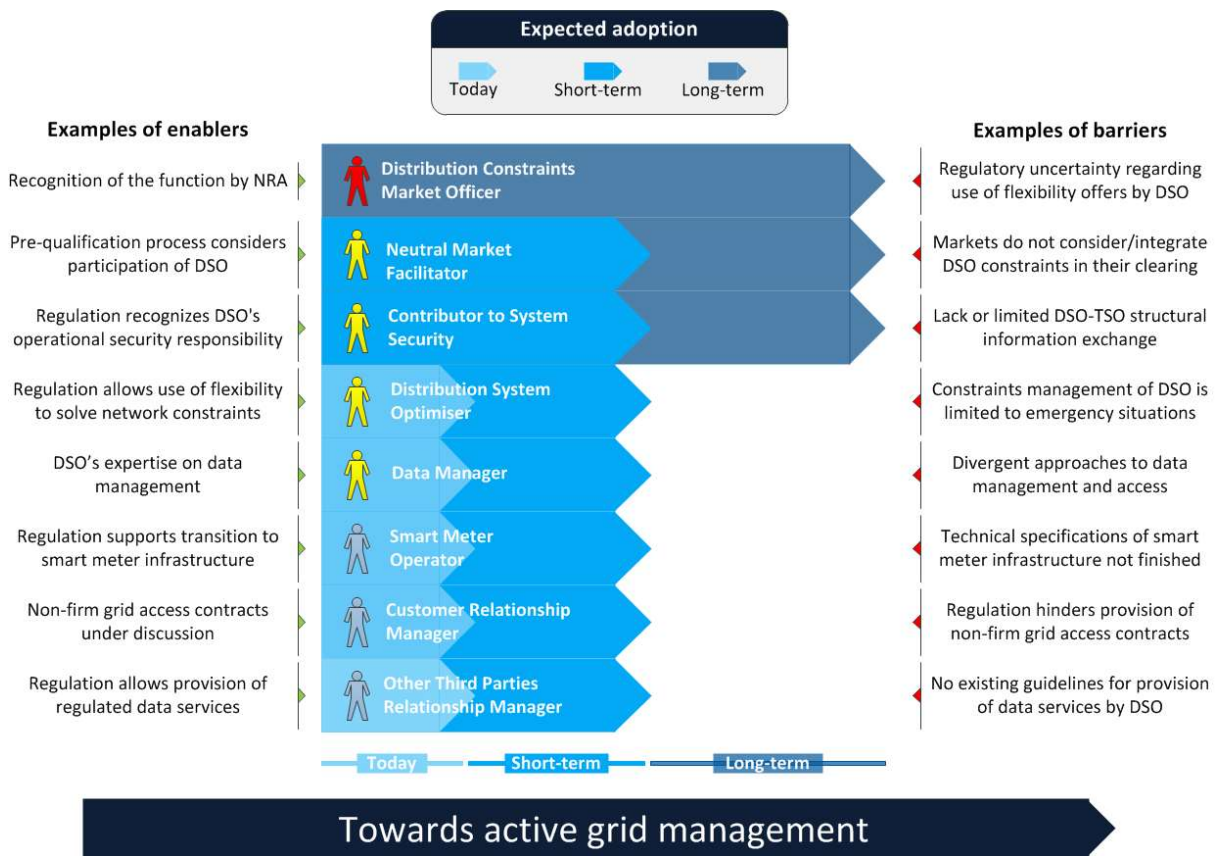 Expected adoption
Today
Short-term
Long-term
Examples of enablers
Examples of barriers
Recognition of the function by NRA
Distribution Constraints
Market Officer
Regulatory uncertainty regarding
use of flexibility offers by DSO
Pre-qualification process considers
participation of DSO
Neutral Market
Facilitator
Markets do not consider/integrate
DSO constraints in their clearing
Regulation recognizes DSO's
operational security responsibility
Contributor to System
Security
Lack or limited DSO-TSO structural
information exchange
Regulation allows use of flexibility
to solve network constraints
Distribution System
Optimiser
Constraints management of DSO is
limited to emergency situations
DSO’s expertise on data
management
Data Manager
Divergent approaches to data
management and access
Regulation supports transition to
smart meter infrastructure
Smart Meter
Operator
Technical specifications of smart
meter infrastructure not finished
Non-firm grid access contracts
under discussion
Customer Relationship
Manager
Regulation hinders provision of
non-firm grid access contracts
Regulation allows provision of
regulated data services
Other Third Parties
Relationship Manager
No existing guidelines for provision
of data services by DSO
Today
Short-term
Long-term
Towards active grid management